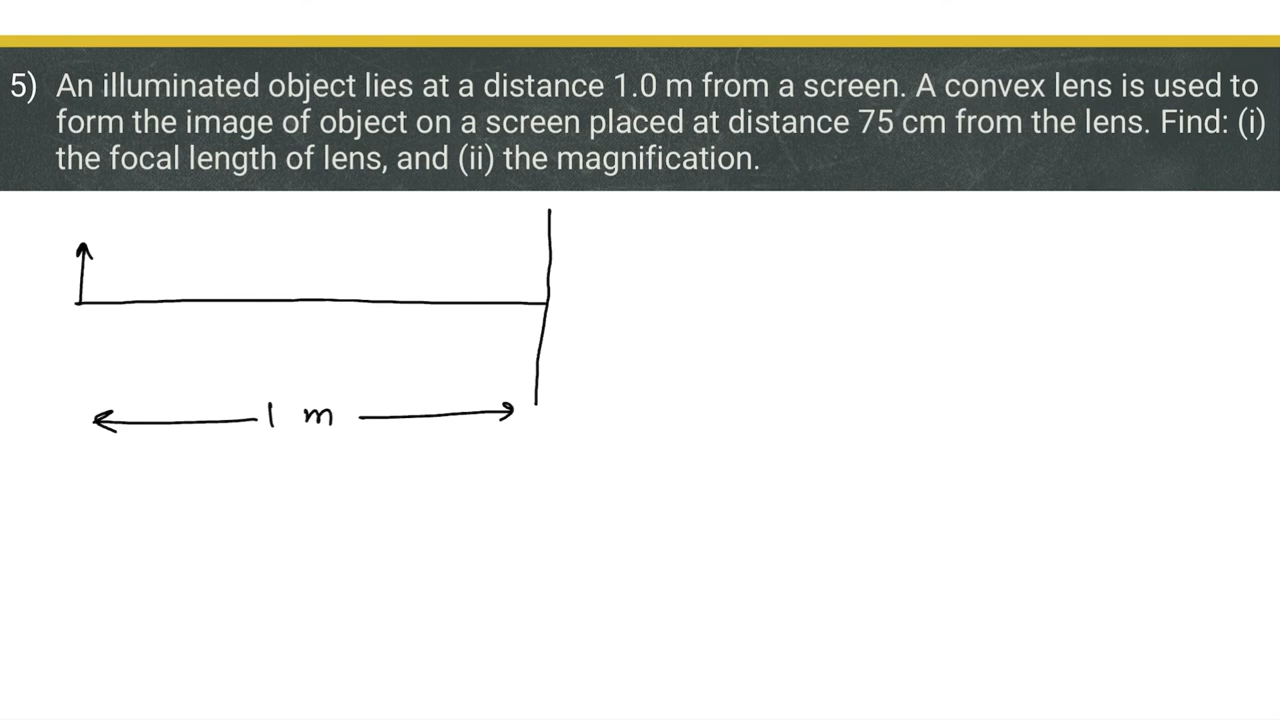 5) An illuminated object lies at a distance 1.0 m from a screen. A convex lens is used to
form the image of object on a screen placed at distance 75 cm from the lens. Find: (i)
the focal length of lens, and (ii) the magnification.
1 m